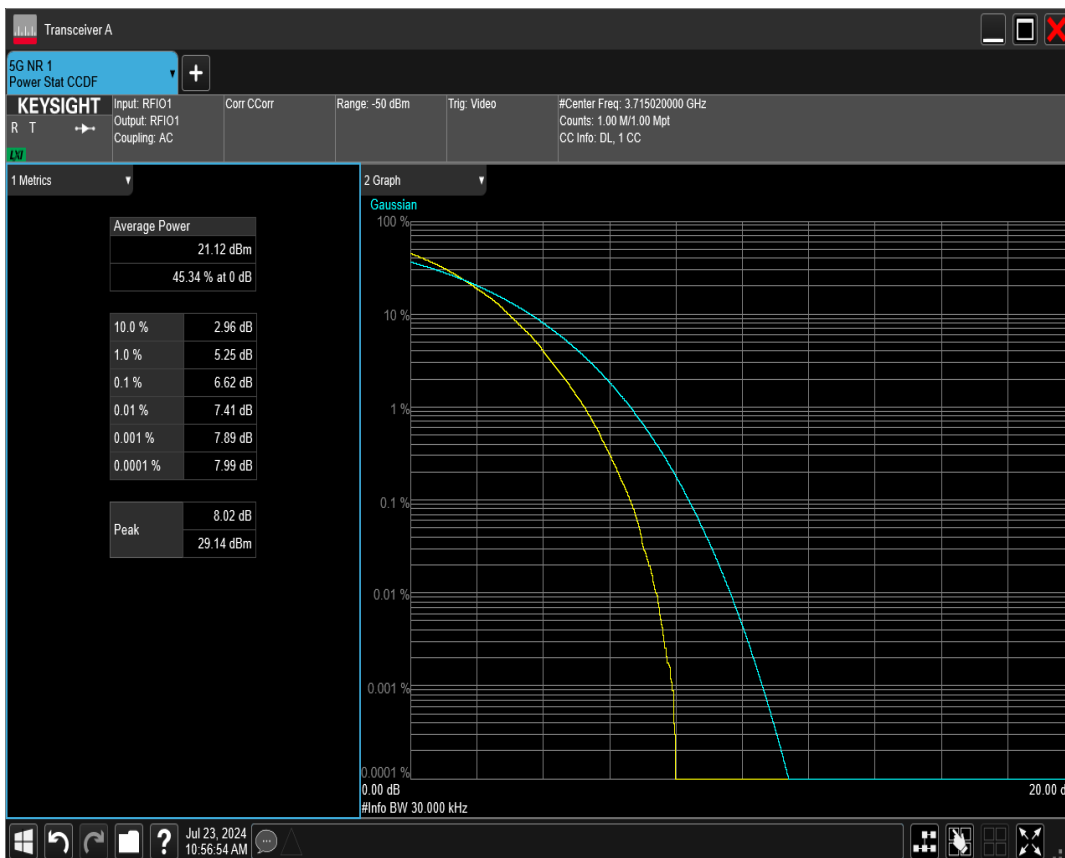 Transceiver A
5G NR 1
Power Stat CCDF
+
KEYSIGHT
R T
LXI
Input: RFIO1
Output: RFIO1
Coupling: AC
Corr CCorr
Range: -50 dBm
Trig: Video
#Center Freq: 3.715020000 GHz
Counts: 1.00 M/1.00 Mpt
CC Info: DL, 1 CC
1 Metrics
Average Power
21.12 dBm
45.34 % at 0 dB
10.0 % 2.96 dB
1.0 % 5.25 dB
0.1 % 6.62 dB
0.01 % 7.41 dB
0.001 % 7.89 dB
0.0001 % 7.99 dB
Peak 8.02 dB
29.14 dBm
2 Graph
Gaussian
100 %
10 %
1 %
0.1 %
0.01 %
0.001 %
0.0001 %
0.00 dB 20.00 d
#Info BW 30.000 kHz
?
Jul 23, 2024
10:56:54 AM